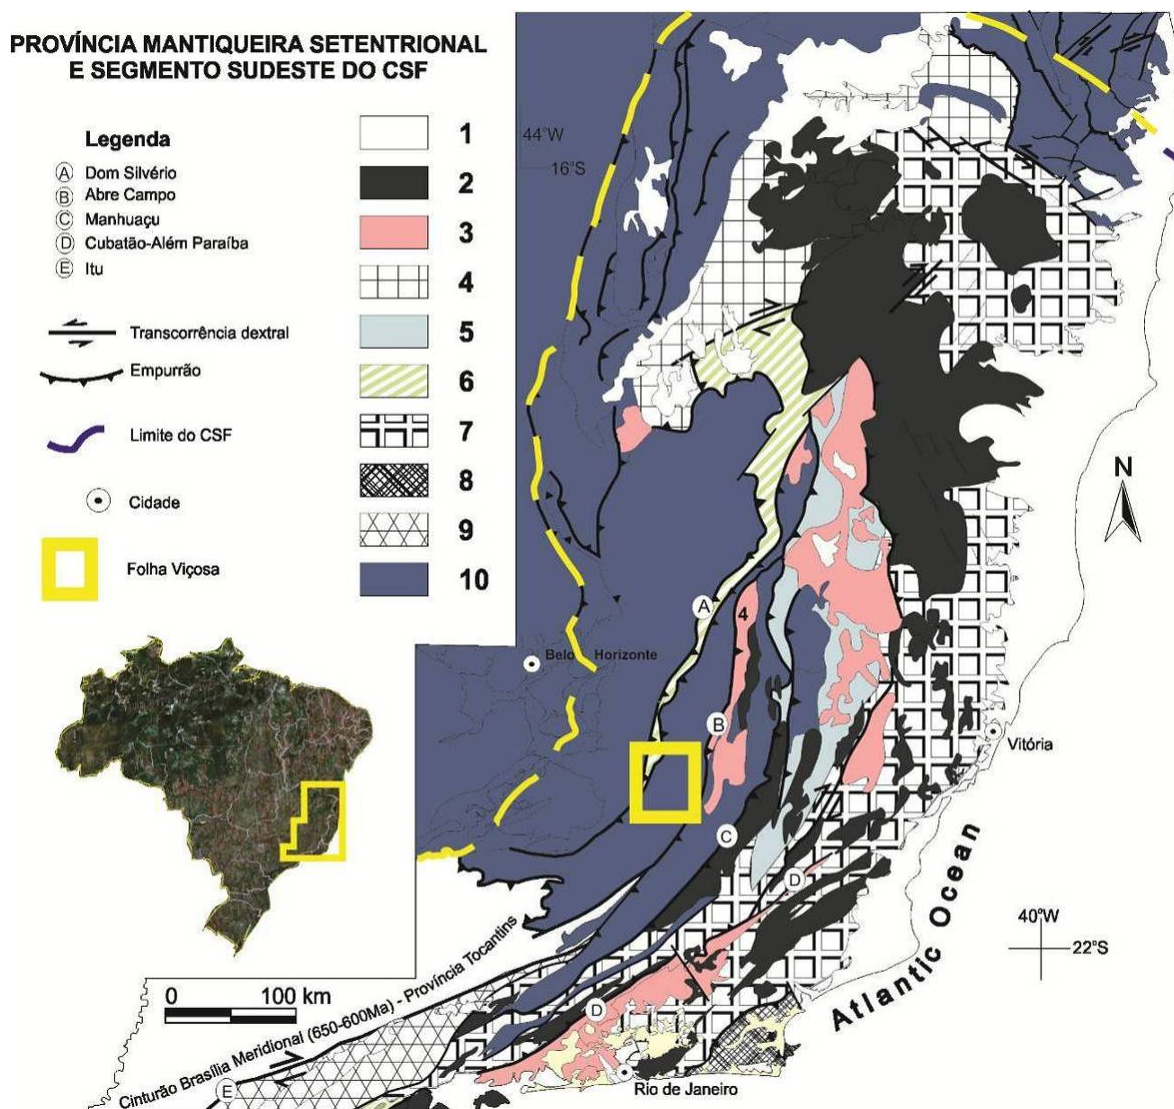 PROVÍNCIA MANTIQUEIRA SETENTRIONAL
E SEGMENTO SUDESTE DO CSF
Legenda
A Dom Silvério
B Abre Campo
C Manhuaçu
D Cubatão-Além Paraíba
E Itu
Transcorrência dextral
Empurrão
Limite do CSF
Cidade
Folha Viçosa
1
2
3
4
5
6
7
8
9
10
44°W
16°S
N
A
4
Belo Horizonte
B
Vitória
C
D
40°W
22°S
Atlantic Ocean
Cinturão Brasília Meridional (650-600Ma) - Província Tocantins
0 100 km
D
E
Rio de Janeiro